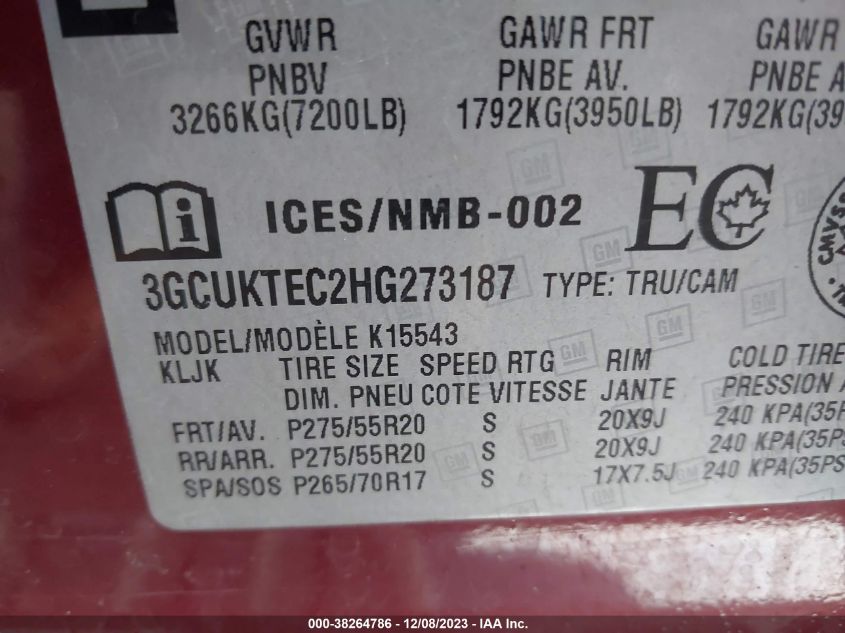 GVWR GAWR FRT GAWR
PNBV PNBE AV. PNBE A
3266KG(7200LB) 1792KG(3950LB) 1792KG(39
ICES/NMB-002 EC
3GCUKTEC2HG273187 TYPE: TRU/CAM
MODEL/MODÈLE K15543
KLJK TIRE SIZE SPEED RTG RIM COLD TIRE
DIM. PNEU COTE VITESSE JANTE PRESSION A
FRT/AV. P275/55R20 S 20X9J 240 KPA(35P
RR/ARR. P275/55R20 S 20X9J 240 KPA(35PS
SPA/SOS P265/70R17 S 17X7.5J 240 KPA(35PS
000-38264786 - 12/08/2023 - IAA Inc.